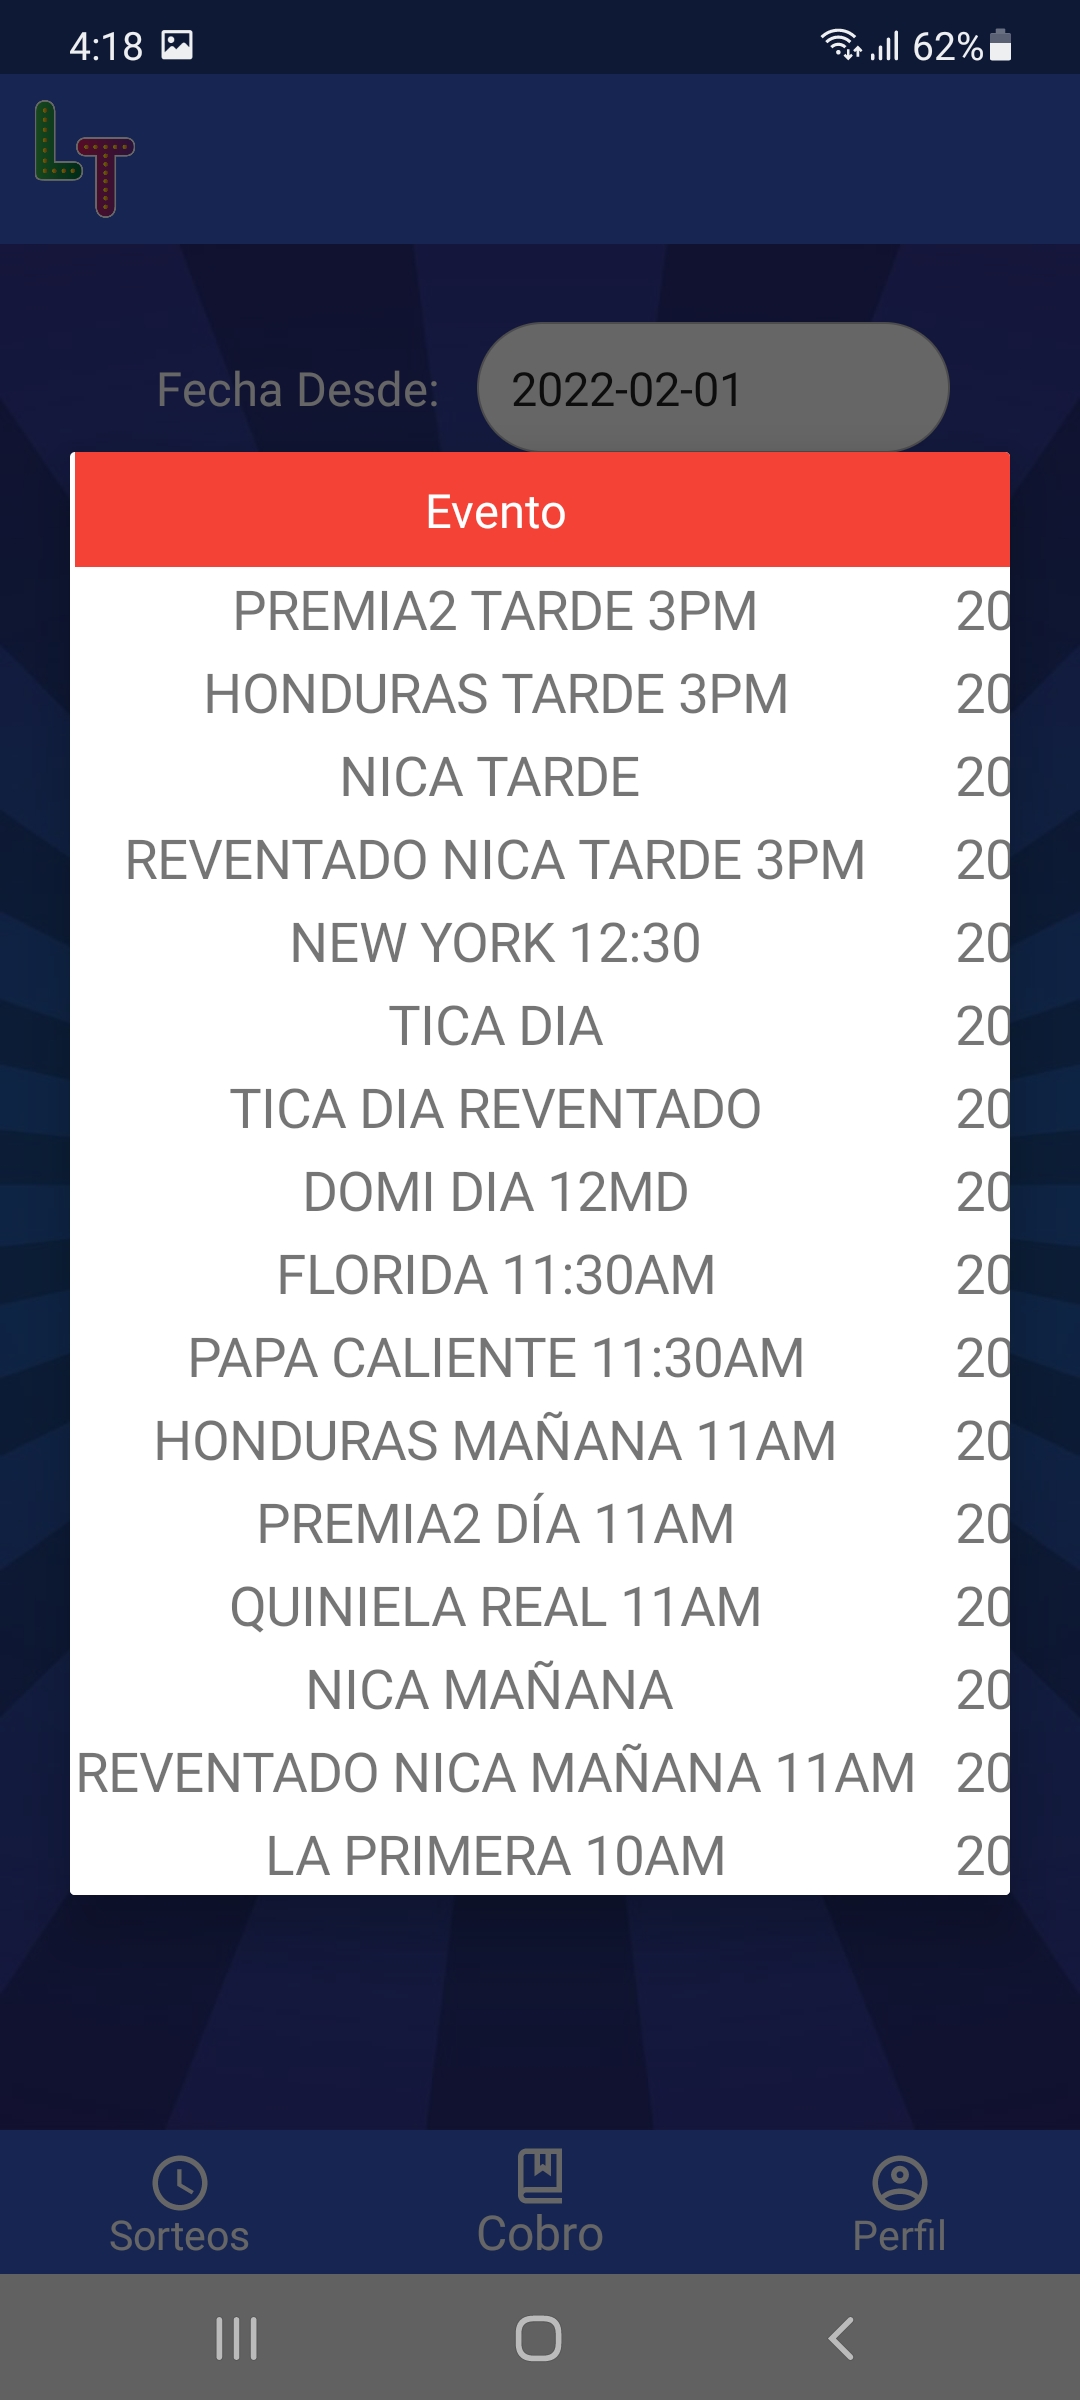 4:18 62%
LT
Fecha Desde: 2022-02-01
Evento
PREMIA2 TARDE 3PM 20
HONDURAS TARDE 3PM 20
NICA TARDE 20
REVENTADO NICA TARDE 3PM 20
NEW YORK 12:30 20
TICA DIA 20
TICA DIA REVENTADO 20
DOMI DIA 12MD 20
FLORIDA 11:30AM 20
PAPA CALIENTE 11:30AM 20
HONDURAS MAÑANA 11AM 20
PREMIA2 DÍA 11AM 20
QUINIELA REAL 11AM 20
NICA MAÑANA 20
REVENTADO NICA MAÑANA 11AM 20
LA PRIMERA 10AM 20
Sorteos Cobro Perfil